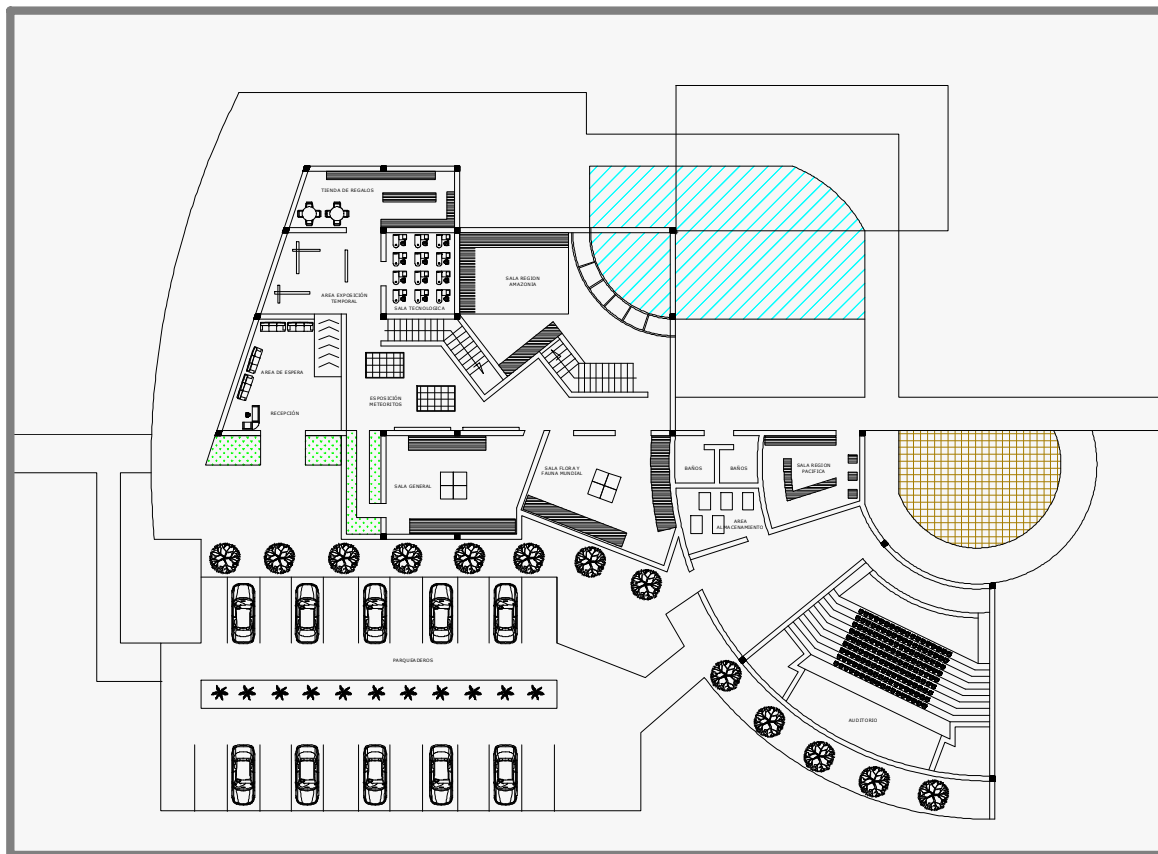 TIENDA DE REGALOS
AREA EXPOSICIÓN
TEMPORAL
SALA TECNOLOGICA
SALA REGION
AMAZONIA
AREA DE ESPERA
RECEPCIÓN
ESPOSICIÓN
METEORITOS
SALA GENERAL
SALA FLORA Y
FAUNA MUNDIAL
BAÑOS
BAÑOS
SALA REGION
PACIFICA
AREA
ALMACENAMIENTO
PARQUEADEROS
AUDITORIO